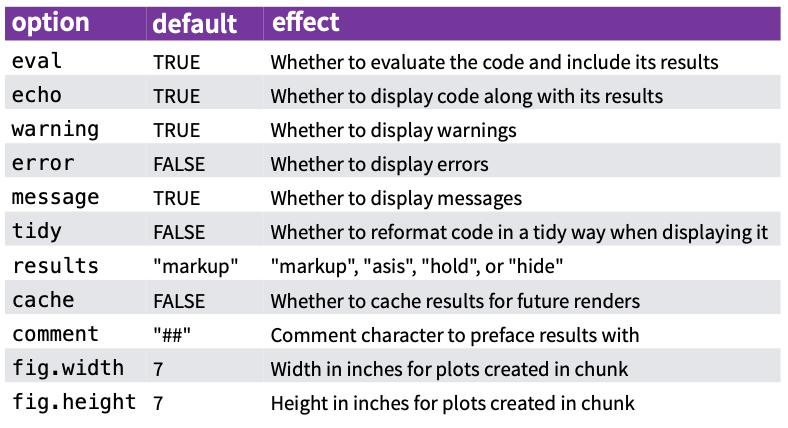 option default effect
eval TRUE Whether to evaluate the code and include its results
echo TRUE Whether to display code along with its results
warning TRUE Whether to display warnings
error FALSE Whether to display errors
message TRUE Whether to display messages
tidy FALSE Whether to reformat code in a tidy way when displaying it
results "markup" "markup", "asis", "hold", or "hide"
cache FALSE Whether to cache results for future renders
comment "##" Comment character to preface results with
fig.width 7 Width in inches for plots created in chunk
fig.height 7 Height in inches for plots created in chunk